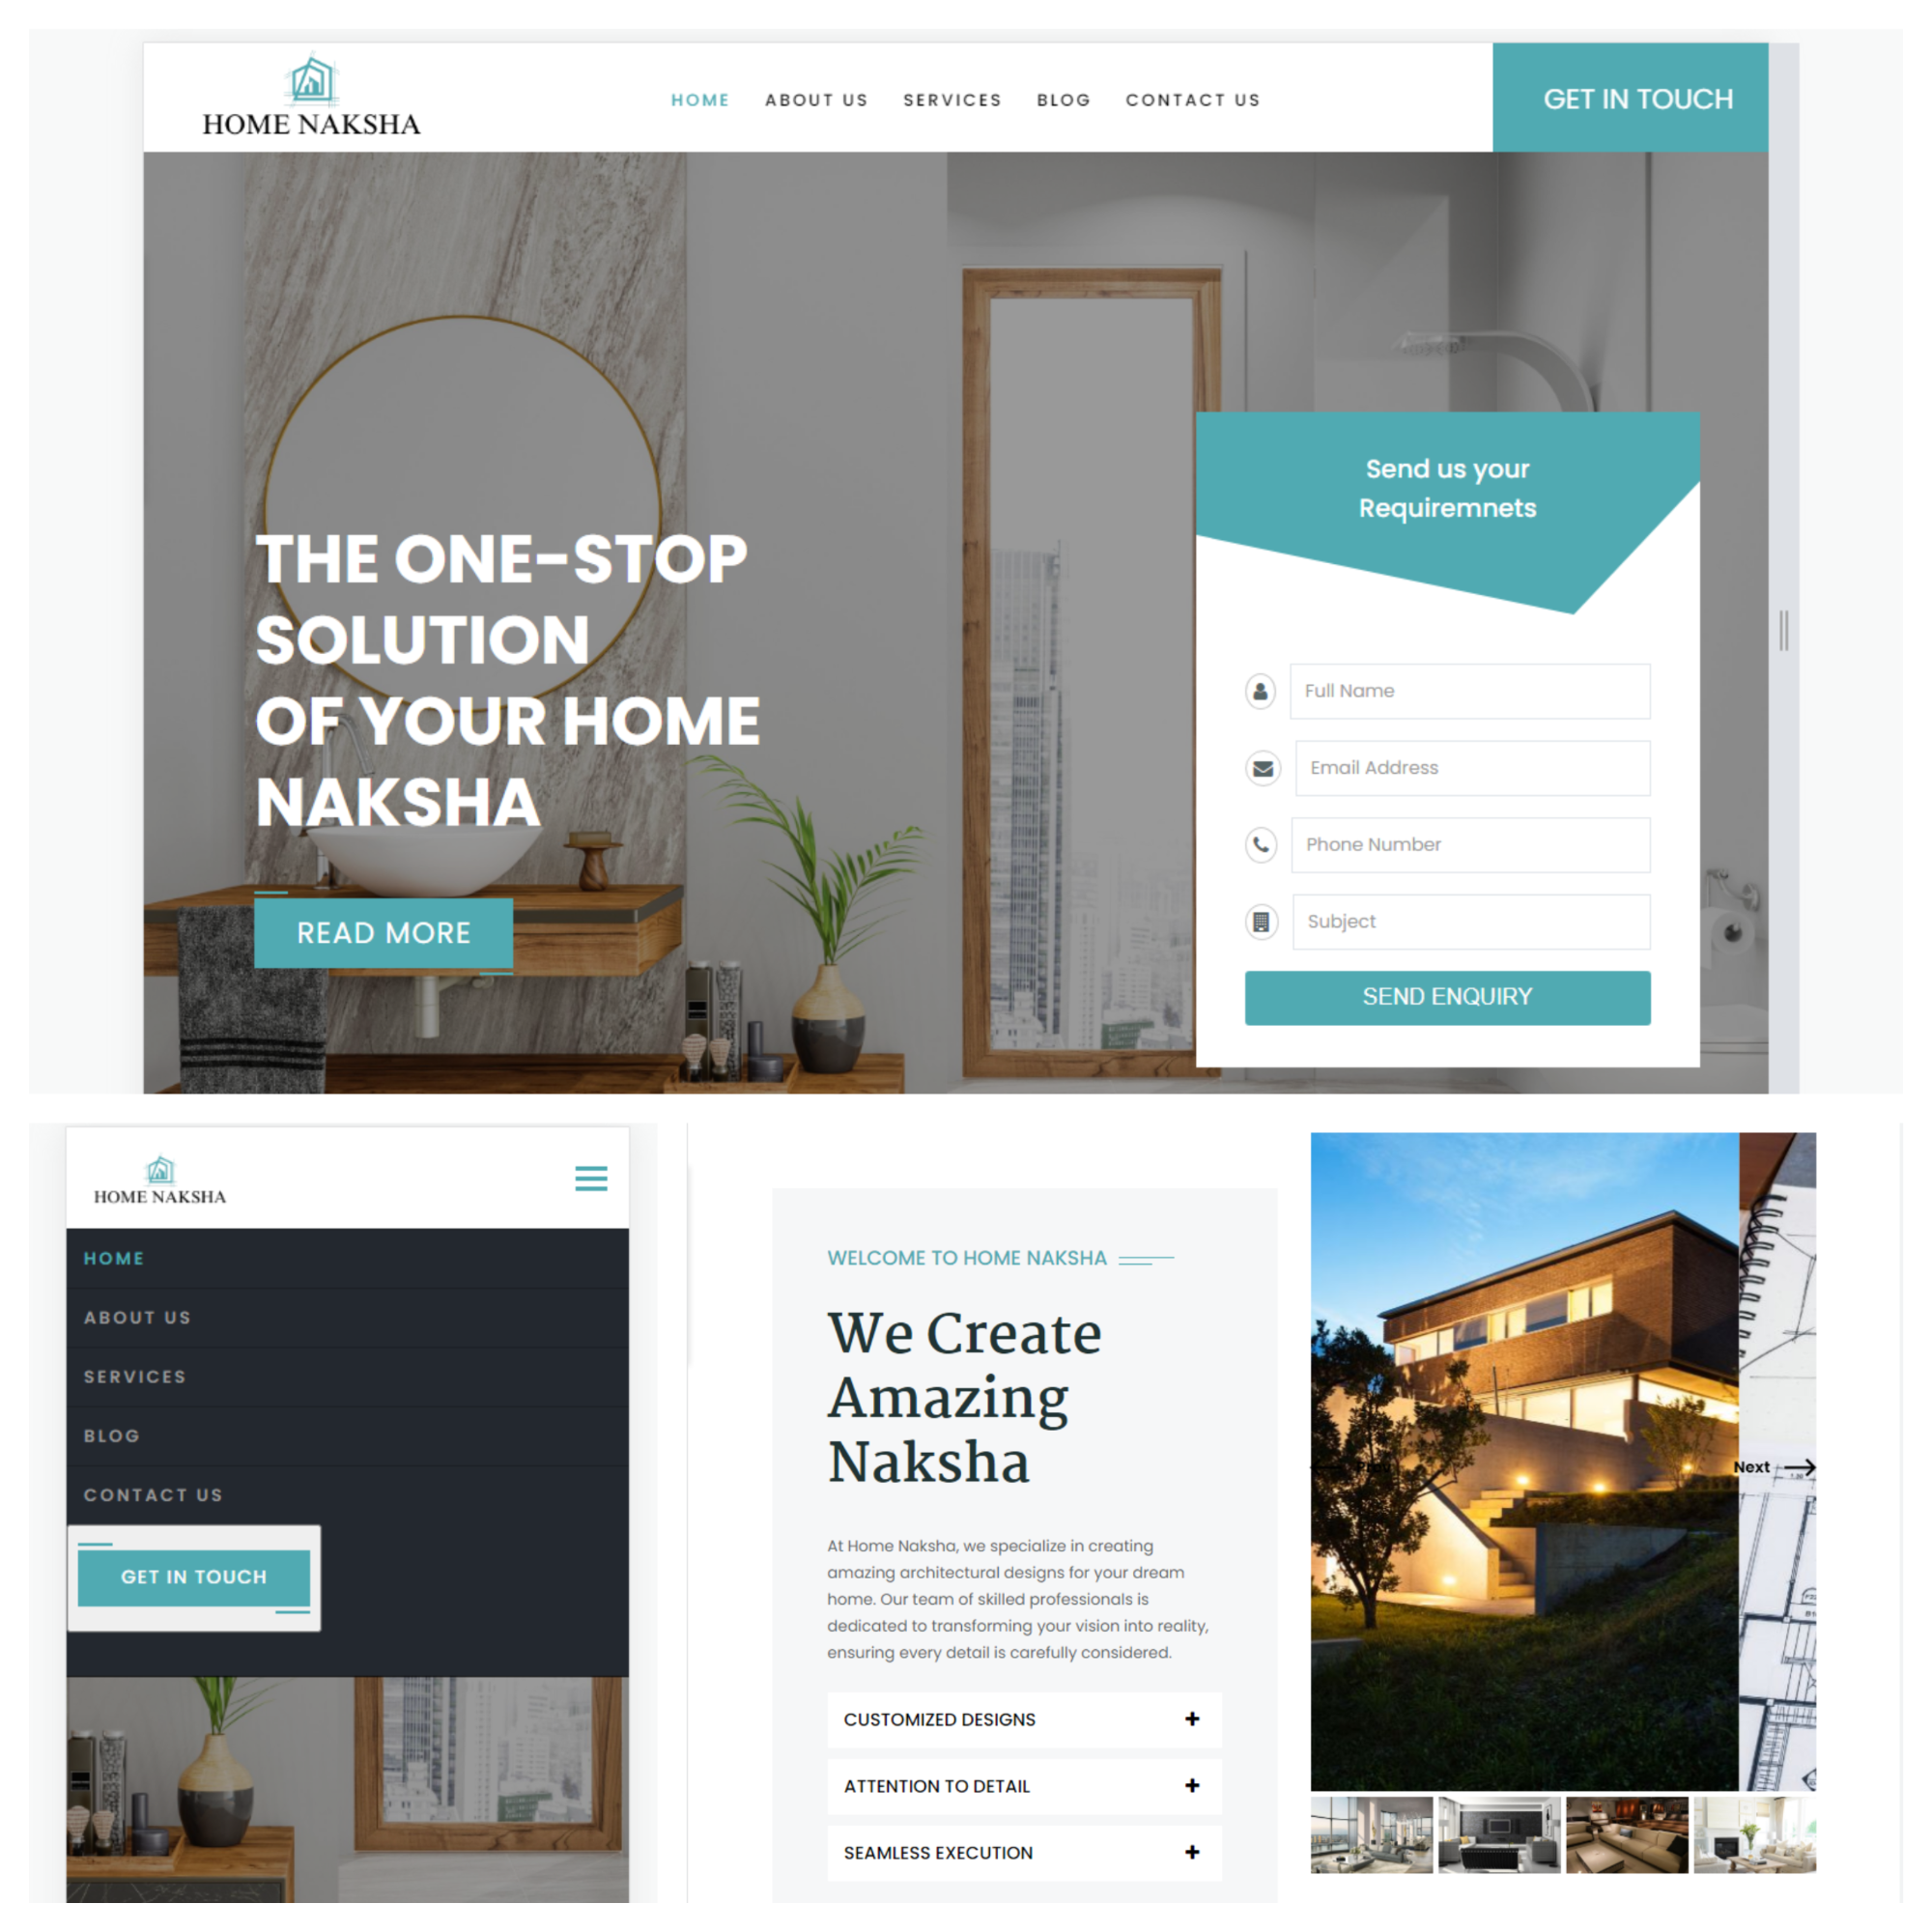 HOME NAKSHA
HOME ABOUT US SERVICES BLOG CONTACT US
GET IN TOUCH
THE ONE-STOP
SOLUTION
OF YOUR HOME
NAKSHA
READ MORE
Send us your
Requiremnets
Full Name
Email Address
Phone Number
Subject
SEND ENQUIRY
HOME NAKSHA
HOME
ABOUT US
SERVICES
BLOG
CONTACT US
GET IN TOUCH
WELCOME TO HOME NAKSHA
We Create
Amazing
Naksha
At Home Naksha, we specialize in creating
amazing architectural designs for your dream
home. Our team of skilled professionals is
dedicated to transforming your vision into reality,
ensuring every detail is carefully considered.
CUSTOMIZED DESIGNS +
ATTENTION TO DETAIL +
SEAMLESS EXECUTION +
Next